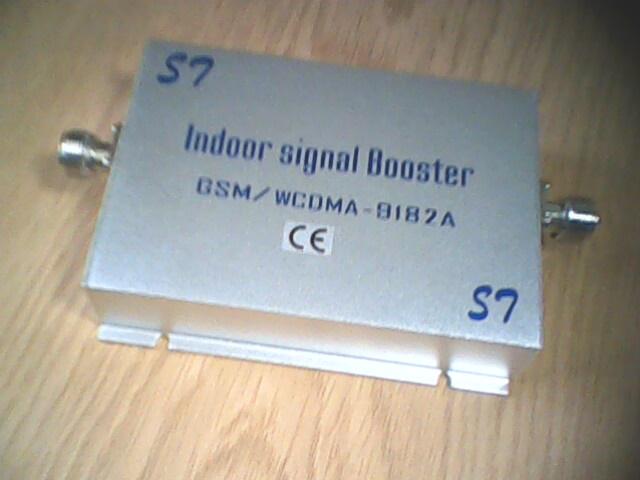 S7
Indoor signal Booster
GSM/WCDMA-9182A
CE
S7